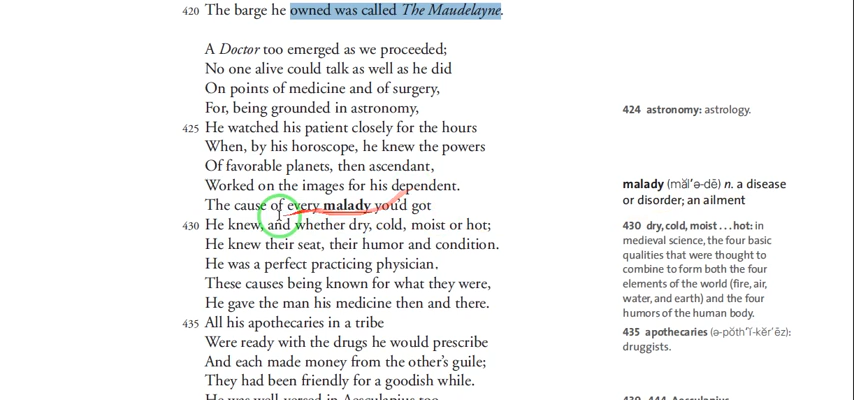 420 The barge he owned was called The Maudelayne.
A Doctor too emerged as we proceeded;
No one alive could talk as well as he did
On points of medicine and of surgery,
For, being grounded in astronomy,
425 He watched his patient closely for the hours
When, by his horoscope, he knew the powers
Of favorable planets, then ascendant,
Worked on the images for his dependent.
The cause of every malady you'd got
430 He knew, and whether dry, cold, moist or hot;
He knew their seat, their humor and condition.
He was a perfect practicing physician.
These causes being known for what they were,
He gave the man his medicine then and there.
435 All his apothecaries in a tribe
Were ready with the drugs he would prescribe
And each made money from the other's guile;
They had been friendly for a goodish while.
He was well-versed in Aesculapius too
424 astronomy: astrology.
malady (măl′ə-dē) n. a disease
or disorder; an ailment
430 dry, cold, moist . . . hot: in
medieval science, the four basic
qualities that were thought to
combine to form both the four
elements of the world (fire, air,
water, and earth) and the four
humors of the human body.
435 apothecaries (ə-pŏth′ĭ-kĕr′ēz):
druggists.